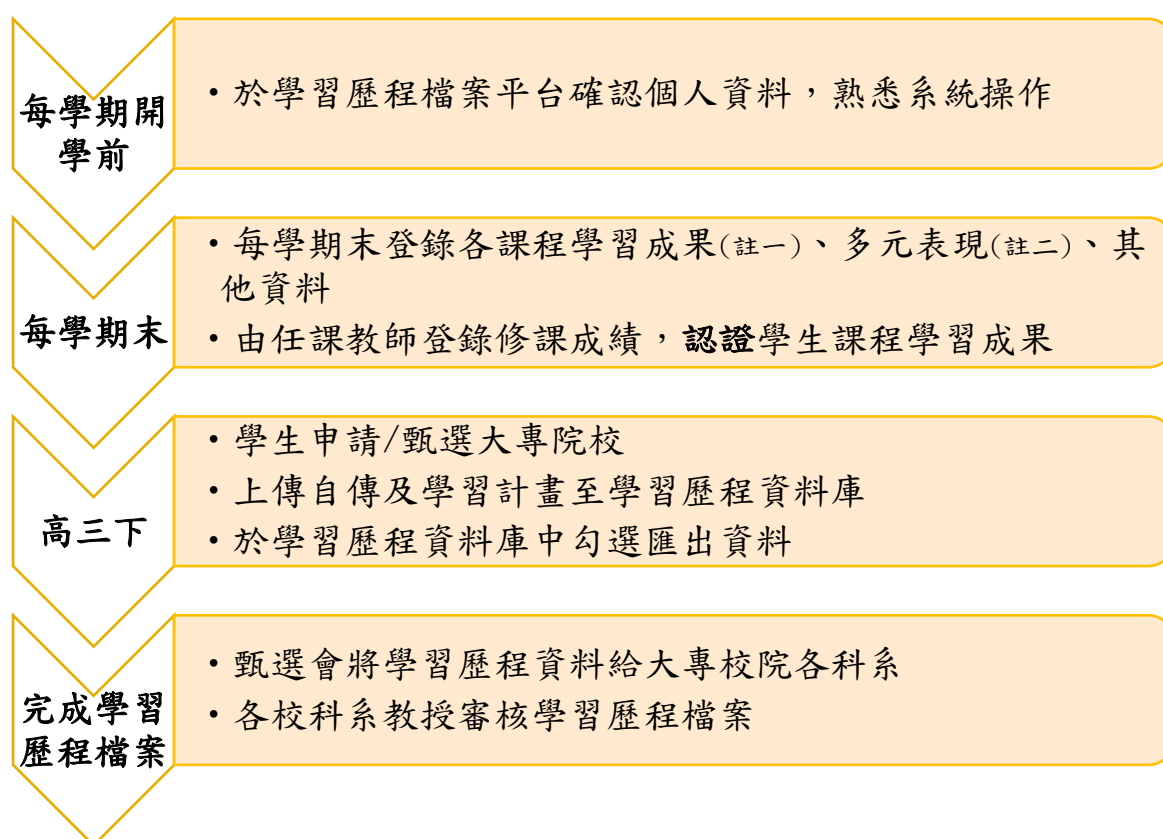 每學期開
學前
•於學習歷程檔案平台確認個人資料，熟悉系統操作
每學期末
•每學期末登錄各課程學習成果(註一)、多元表現(註二)、其
他資料
•由任課教師登錄修課成績，認證學生課程學習成果
高三下
•學生申請/甄選大專院校
•上傳自傳及學習計畫至學習歷程資料庫
•於學習歷程資料庫中勾選匯出資料
完成學習
歷程檔案
•甄選會將學習歷程資料給大專校院各科系
•各校科系教授審核學習歷程檔案